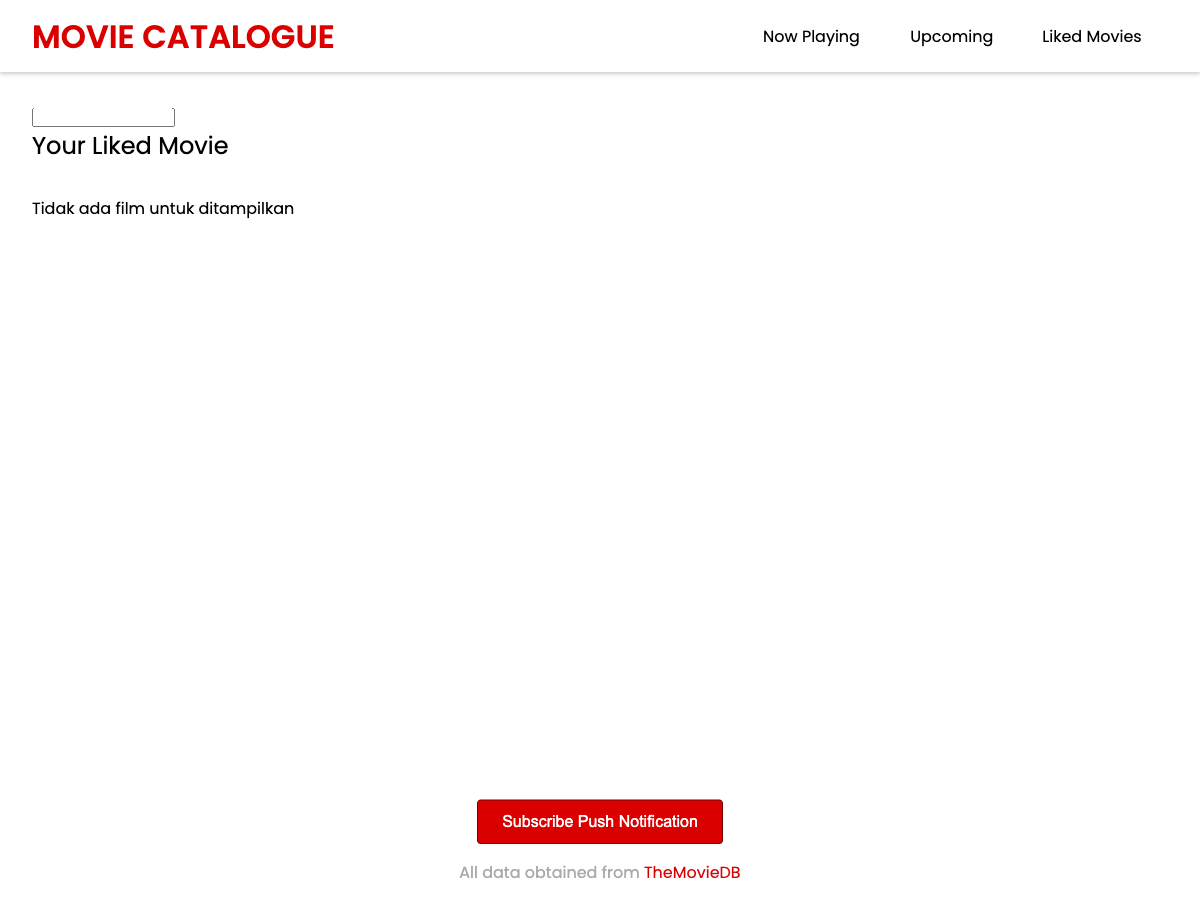 MOVIE CATALOGUE
Now Playing
Upcoming
Liked Movies
Your Liked Movie
Tidak ada film untuk ditampilkan
Subscribe Push Notification
All data obtained from TheMovieDB